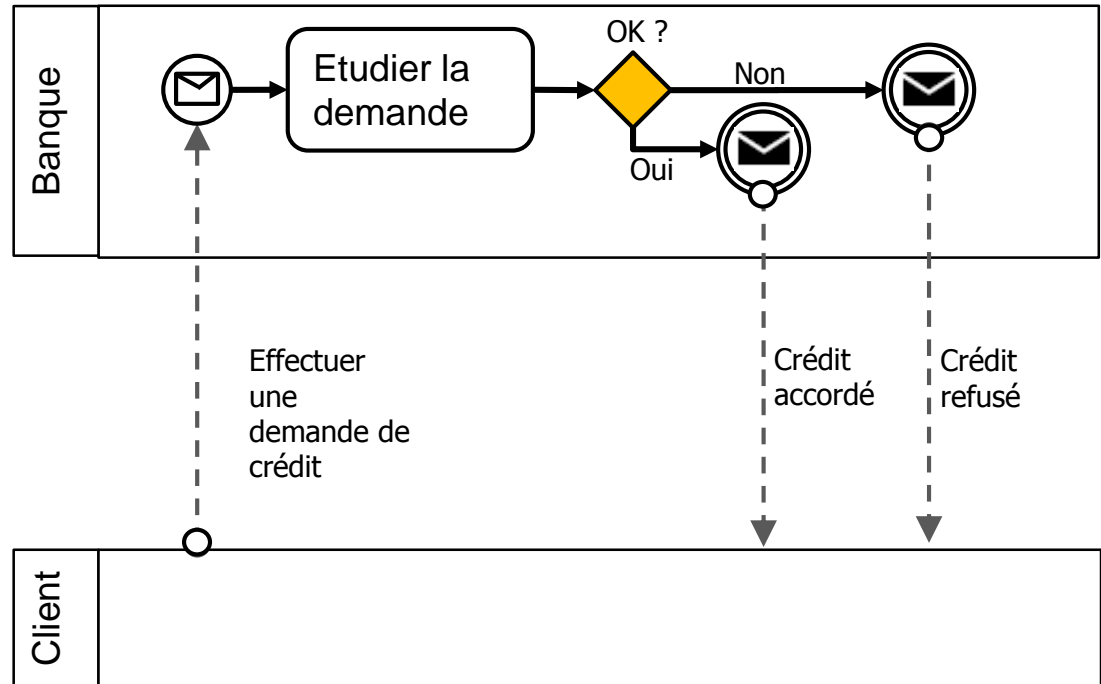 Banque
Etudier la
demande
OK ?
Non
Oui
Effectuer
une
demande de
crédit
Crédit
accordé
Crédit
refusé
Client